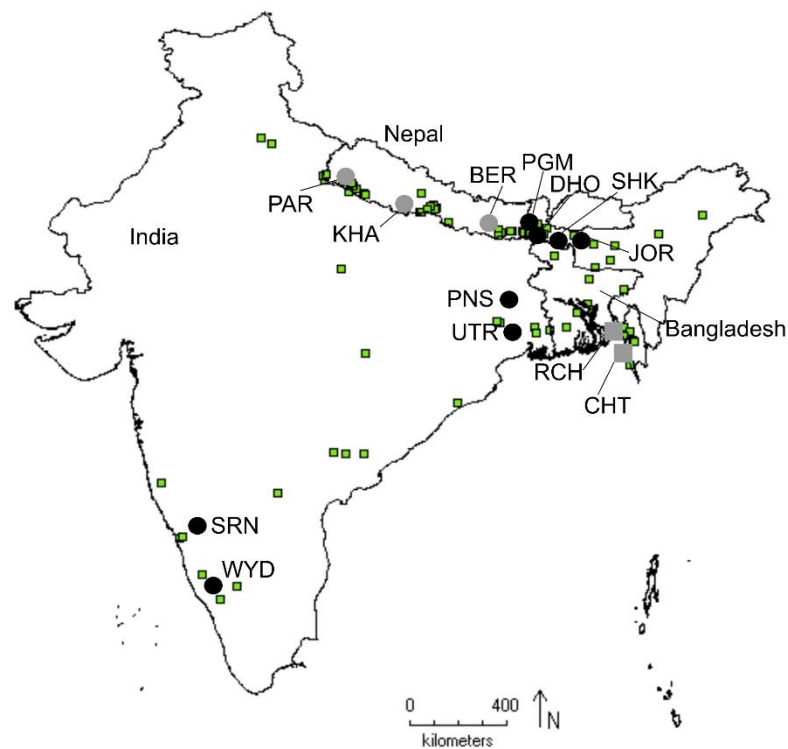 Nepal
PGM
BER
DHO
SHK
PAR
KHA
India
JOR
PNS
Bangladesh
UTR
RCH
CHT
SRN
WYD
0 400
N
kilometers